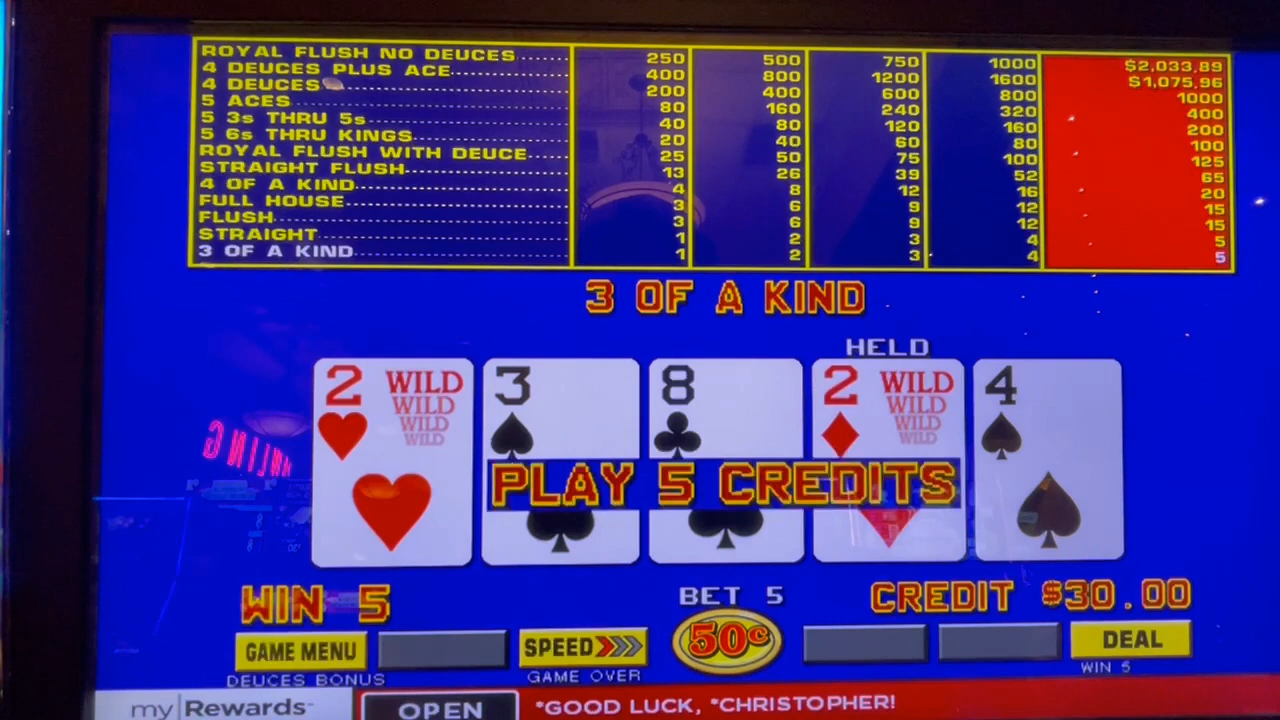 ROYAL FLUSH NO DEUCES 250 500 750 1000 $2,033.89
4 DEUCES PLUS ACE 400 800 1200 1600 $1,075.96
4 DEUCES 200 400 600 800 1000
5 ACES 80 160 240 320 400
5 3s THRU 5s 40 80 120 160 200
5 6s THRU KINGS 20 40 60 80 100
ROYAL FLUSH WITH DEUCE 25 50 75 100 125
STRAIGHT FLUSH 13 26 39 52 65
4 OF A KIND 4 8 12 16 20
FULL HOUSE 3 6 9 12 15
FLUSH 3 6 9 12 15
STRAIGHT 1 2 3 4 5
3 OF A KIND 1 2 3 4 5
3 OF A KIND
HELD
2 WILD 3 8 2 WILD 4
WILD WILD
WILD WILD
WILD WILD
PLAY 5 CREDITS
WIN 5 BET 5 CREDIT $30.00
GAME MENU SPEED 50¢ DEAL
DEUCES BONUS GAME OVER WIN 5
my|Rewards OPEN *GOOD LUCK, *CHRISTOPHER!